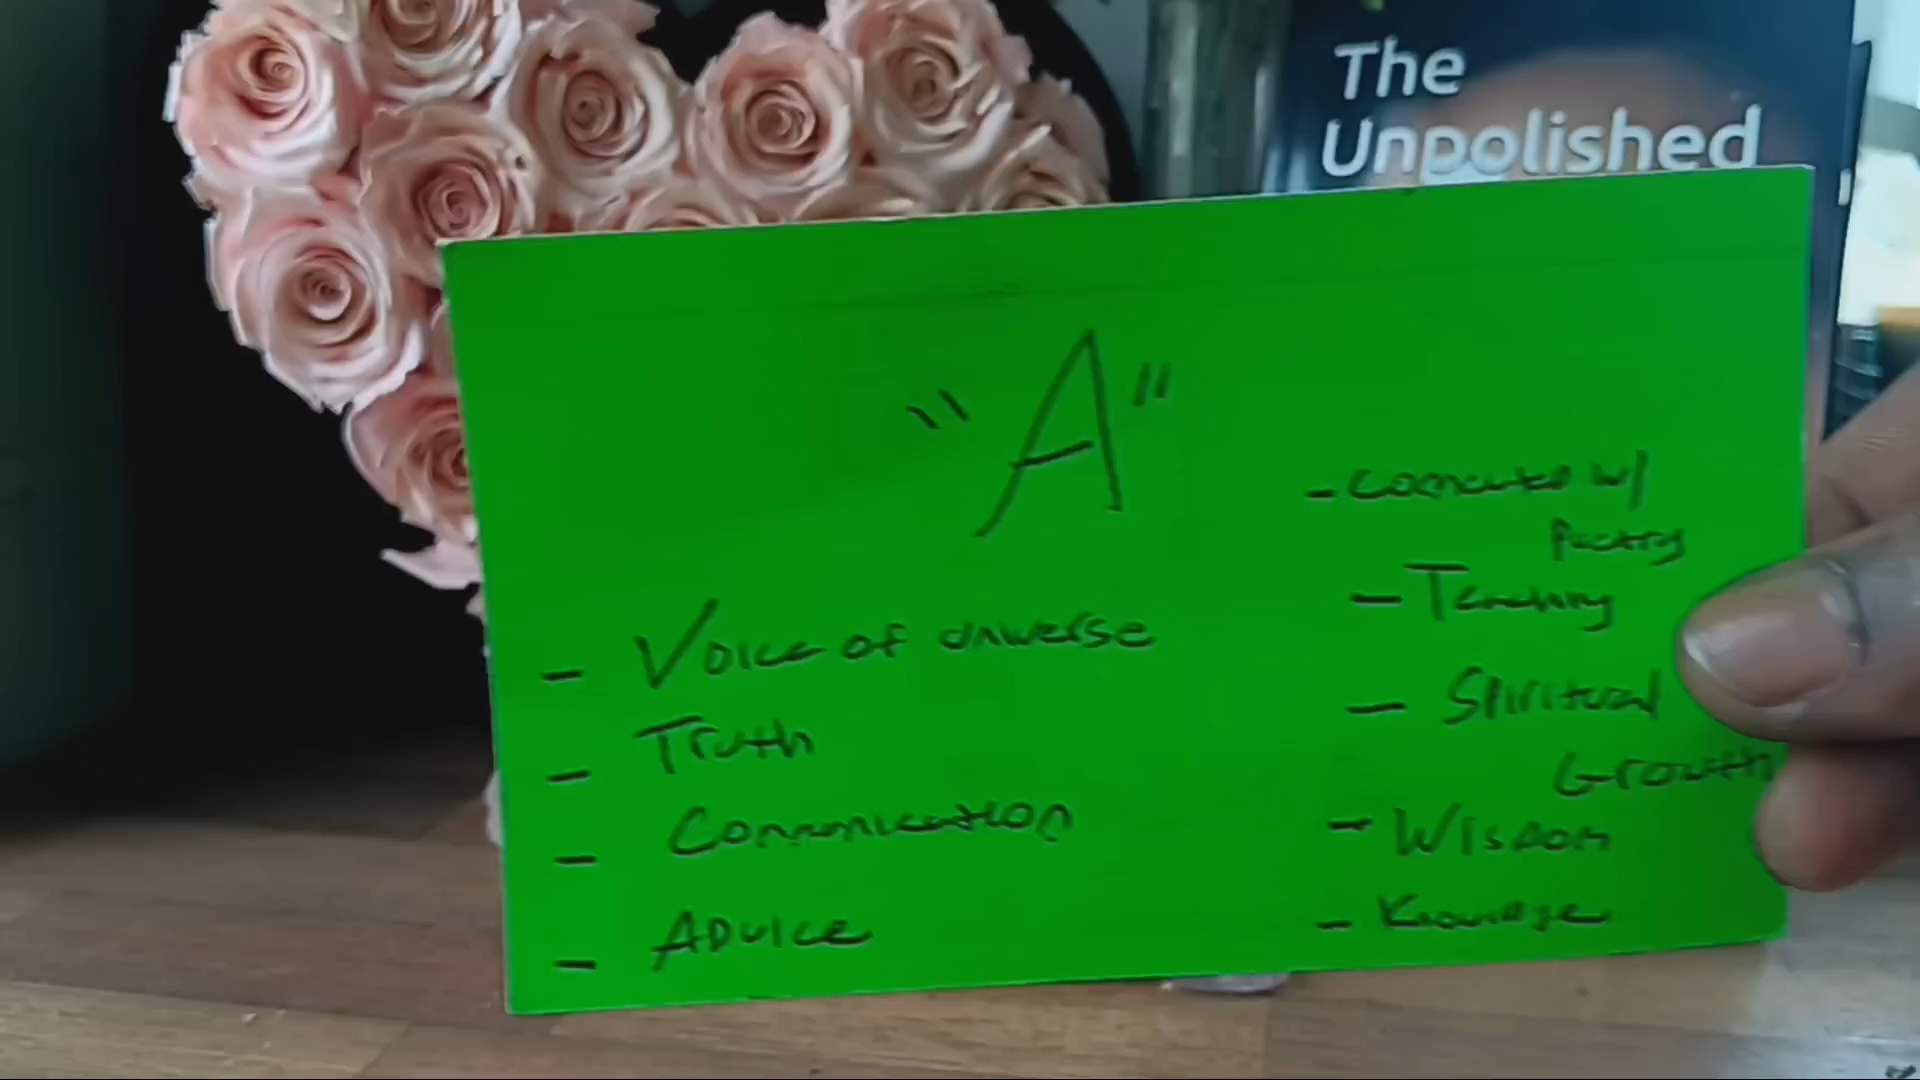 The
Unpolished
"A"
- Voice of universe
- Truth
- Communication
- Advice
- connected w/
Poetry
- Teaching
- Spiritual
Growth
- Wisdom
- Knowledge